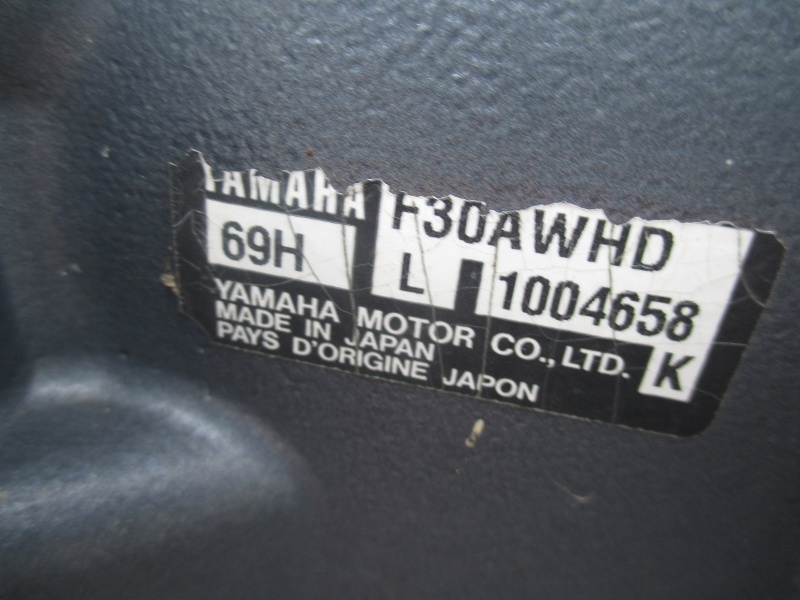 YAMAHA F30AWHD
69H L 1004658
YAMAHA MOTOR CO., LTD.
MADE IN JAPAN
PAYS D'ORIGINE JAPON K